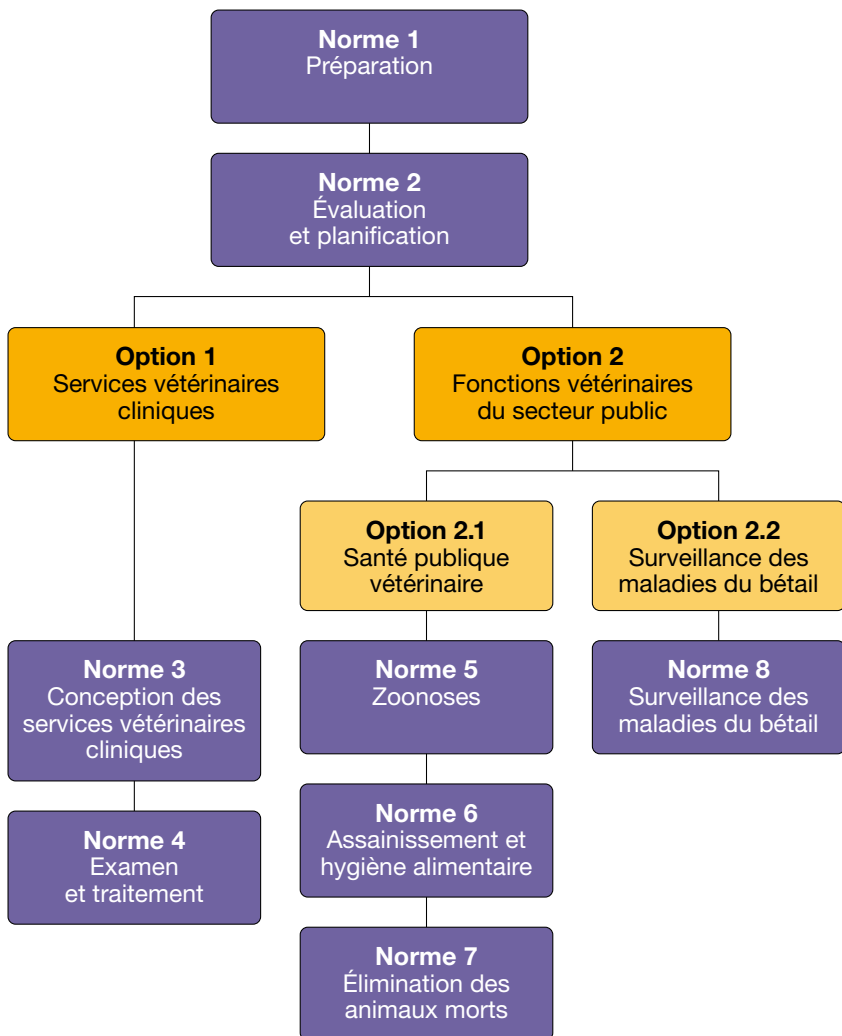 Norme 1
Préparation
Norme 2
Évaluation
et planification
Option 1
Services vétérinaires
cliniques
Option 2
Fonctions vétérinaires
du secteur public
Option 2.1
Santé publique
vétérinaire
Option 2.2
Surveillance des
maladies du bétail
Norme 3
Conception des
services vétérinaires
cliniques
Norme 4
Examen
et traitement
Norme 5
Zoonoses
Norme 6
Assainissement et
hygiène alimentaire
Norme 7
Élimination des
animaux morts
Norme 8
Surveillance des
maladies du bétail